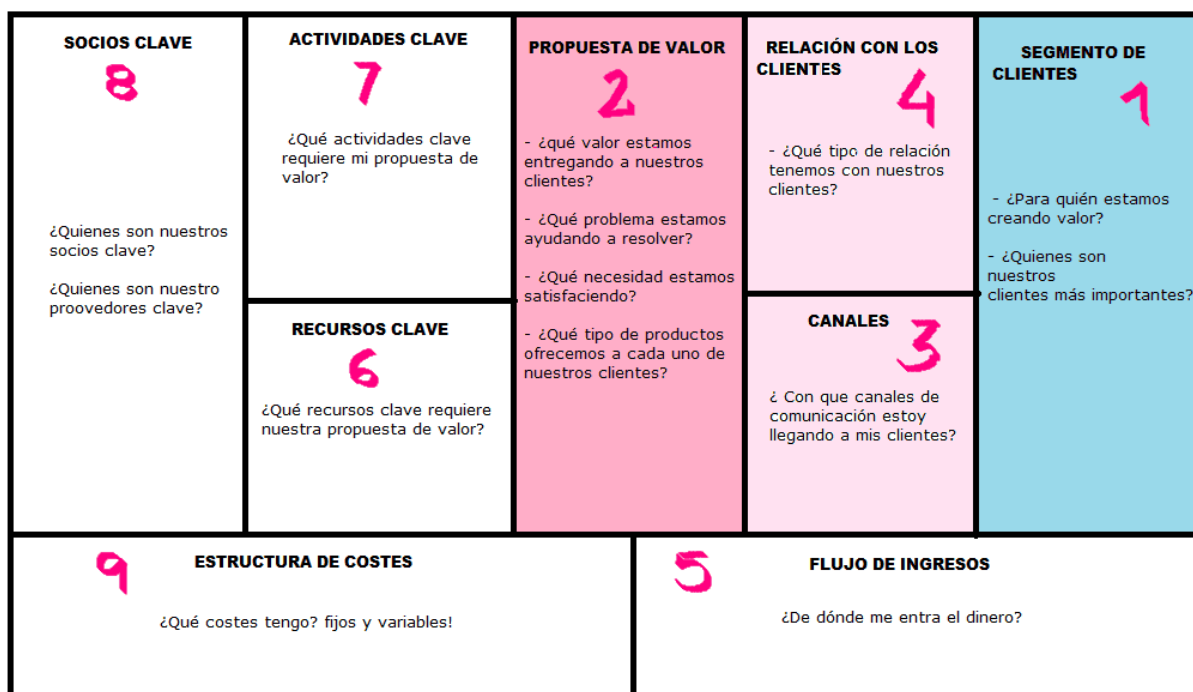 SOCIOS CLAVE
8
¿Quienes son nuestros
socios clave?
¿Quienes son nuestro
proovedores clave?
ACTIVIDADES CLAVE
7
¿Qué actividades clave
requiere mi propuesta de
valor?
RECURSOS CLAVE
6
¿Qué recursos clave requiere
nuestra propuesta de valor?
PROPUESTA DE VALOR
2
- ¿qué valor estamos
entregando a nuestros
clientes?
- ¿Qué problema estamos
ayudando a resolver?
- ¿Qué necesidad estamos
satisfaciendo?
- ¿Qué tipo de productos
ofrecemos a cada uno de
nuestros clientes?
RELACIÓN CON LOS
CLIENTES
4
- ¿Qué tipo de relación
tenemos con nuestros
clientes?
CANALES
3
¿ Con que canales de
comunicación estoy
llegando a mis clientes?
SEGMENTO DE
CLIENTES
1
- ¿Para quién estamos
creando valor?
- ¿Quienes son
nuestros
clientes más importantes?
9
ESTRUCTURA DE COSTES
¿Qué costes tengo? fijos y variables!
5
FLUJO DE INGRESOS
¿De dónde me entra el dinero?